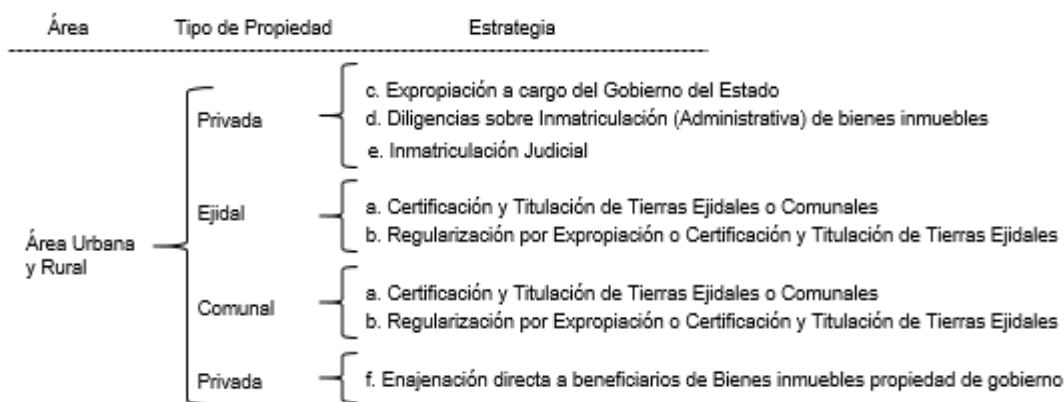 Área Tipo de Propiedad Estrategia
Privada
c. Expropiación a cargo del Gobierno del Estado
d. Diligencias sobre Inmatriculación (Administrativa) de bienes inmuebles
e. Inmatriculación Judicial
Área Urbana
y Rural
Ejidal
a. Certificación y Titulación de Tierras Ejidales o Comunales
b. Regularización por Expropiación o Certificación y Titulación de Tierras Ejidales
Comunal
a. Certificación y Titulación de Tierras Ejidales o Comunales
b. Regularización por Expropiación o Certificación y Titulación de Tierras Ejidales
Privada
f. Enajenación directa a beneficiarios de Bienes inmuebles propiedad de gobierno